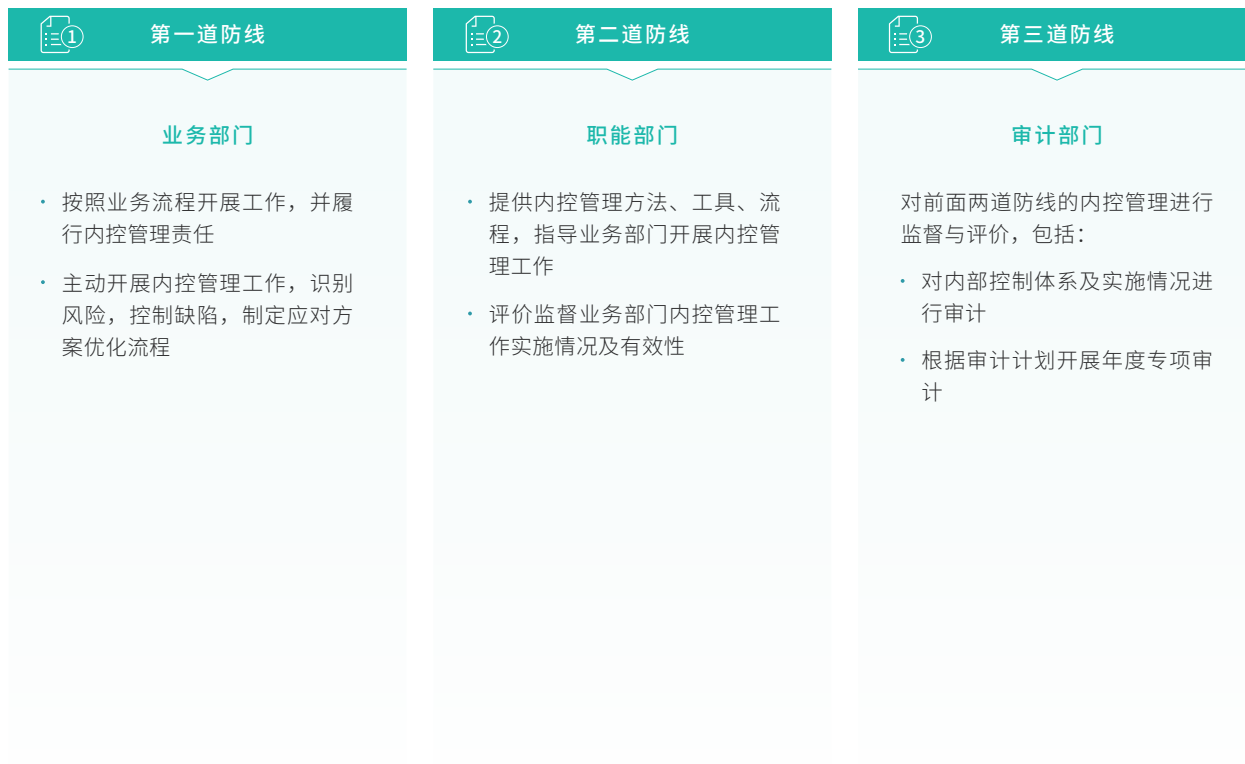 1
第一道防线
业务部门
· 按照业务流程开展工作，并履
行内控管理责任
· 主动开展内控管理工作，识别
风险，控制缺陷，制定应对方
案优化流程
2
第二道防线
职能部门
· 提供内控管理方法、工具、流
程，指导业务部门开展内控管
理工作
· 评价监督业务部门内控管理工
作实施情况及有效性
3
第三道防线
审计部门
对前面两道防线的内控管理进行
监督与评价，包括：
· 对内部控制体系及实施情况进
行审计
· 根据审计计划开展年度专项审
计